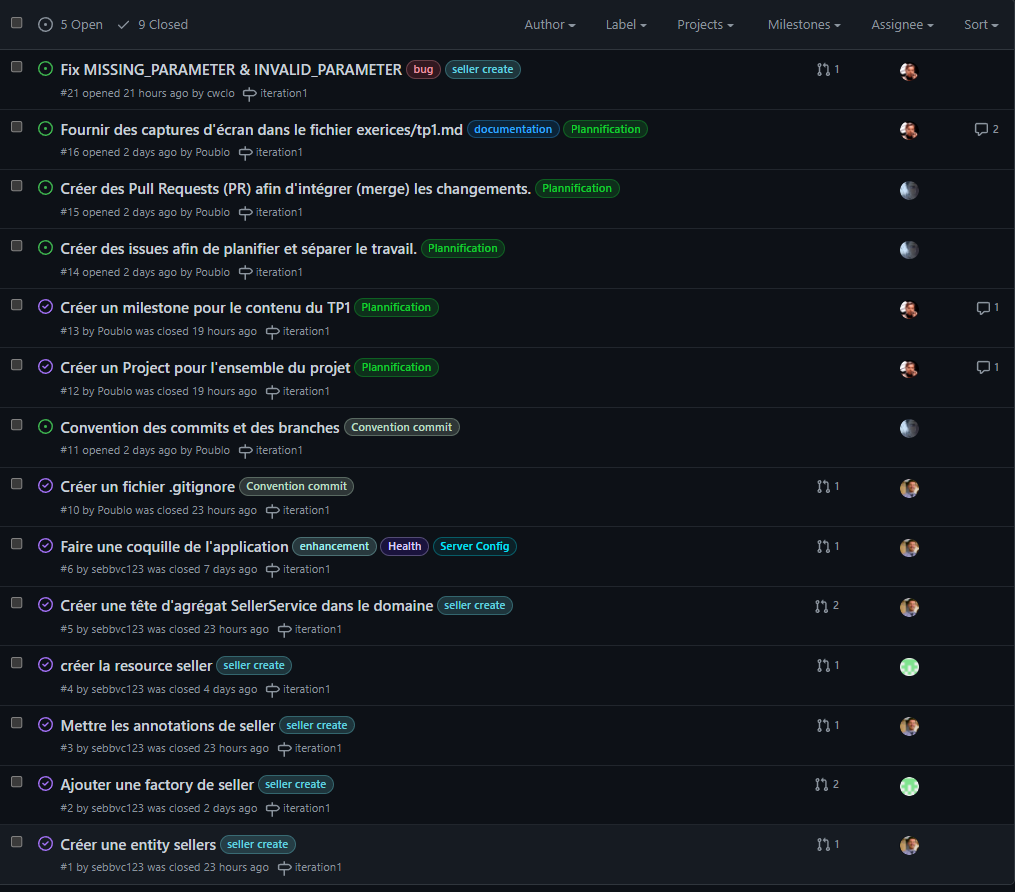 5 Open 9 Closed Author Label Projects Milestones Assignee Sort
Fix MISSING_PARAMETER & INVALID_PARAMETER bug seller create 1
#21 opened 21 hours ago by cwclo iteration1
Fournir des captures d'écran dans le fichier exerices/tp1.md documentation Plannification 2
#16 opened 2 days ago by Poublo iteration1
Créer des Pull Requests (PR) afin d'intégrer (merge) les changements. Plannification
#15 opened 2 days ago by Poublo iteration1
Créer des issues afin de planifier et séparer le travail. Plannification
#14 opened 2 days ago by Poublo iteration1
Créer un milestone pour le contenu du TP1 Plannification 1
#13 by Poublo was closed 19 hours ago iteration1
Créer un Project pour l'ensemble du projet Plannification 1
#12 by Poublo was closed 19 hours ago iteration1
Convention des commits et des branches Convention commit
#11 opened 2 days ago by Poublo iteration1
Créer un fichier .gitignore Convention commit 1
#10 by Poublo was closed 23 hours ago iteration1
Faire une coquille de l'application enhancement Health Server Config 1
#6 by sebbvc123 was closed 7 days ago iteration1
Créer une tête d'agrégat SellerService dans le domaine seller create 2
#5 by sebbvc123 was closed 23 hours ago iteration1
créer la resource seller seller create 1
#4 by sebbvc123 was closed 4 days ago iteration1
Mettre les annotations de seller seller create 1
#3 by sebbvc123 was closed 23 hours ago iteration1
Ajouter une factory de seller seller create 2
#2 by sebbvc123 was closed 2 days ago iteration1
Créer une entity sellers seller create 1
#1 by sebbvc123 was closed 23 hours ago iteration1